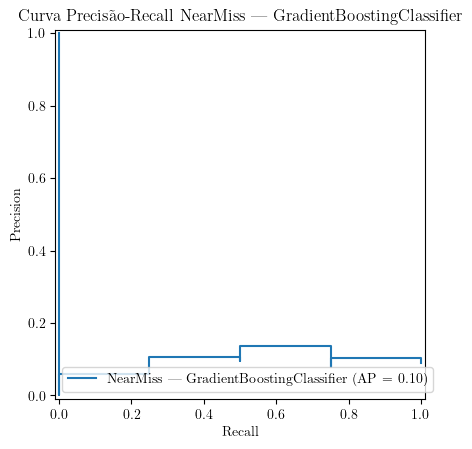 Curva Precisão-Recall NearMiss — GradientBoostingClassifier
1.0
0.8
0.6
0.4
0.2
0.0
Precision
NearMiss — GradientBoostingClassifier (AP = 0.10)
0.0 0.2 0.4 0.6 0.8 1.0
Recall